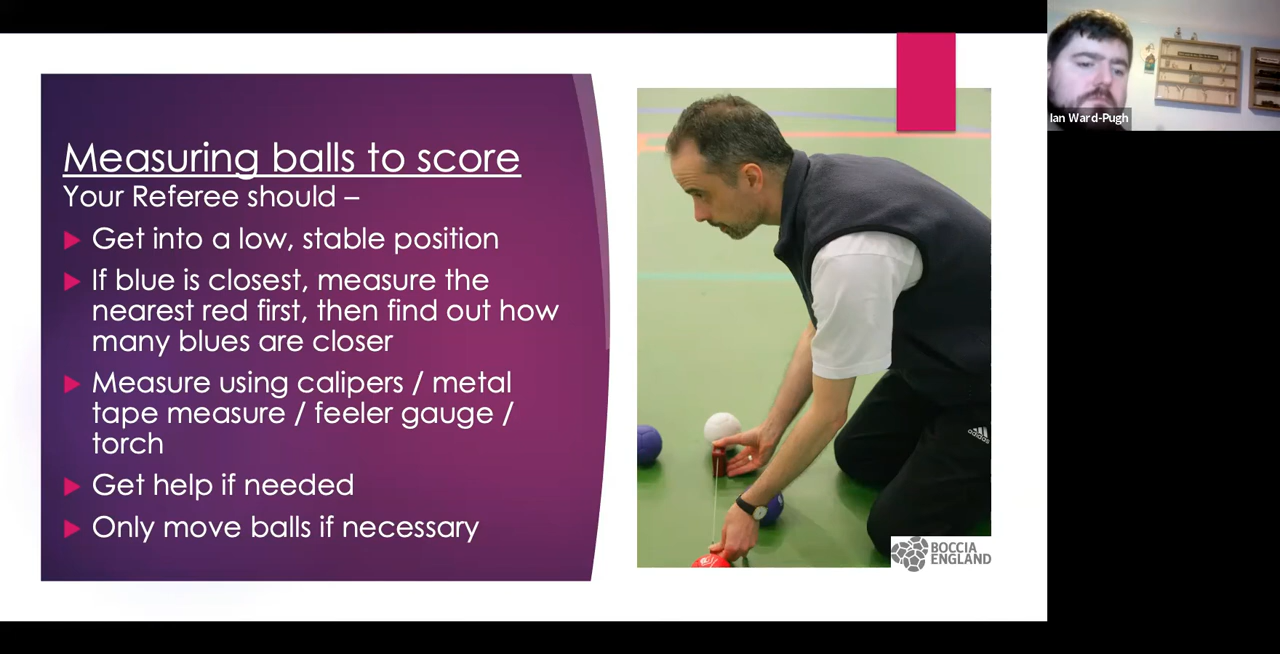 Measuring balls to score
Your Referee should –
Get into a low, stable position
If blue is closest, measure the
nearest red first, then find out how
many blues are closer
Measure using calipers / metal
tape measure / feeler gauge /
torch
Get help if needed
Only move balls if necessary
adidas
BOCCIA
ENGLAND
Ian Ward-Pugh